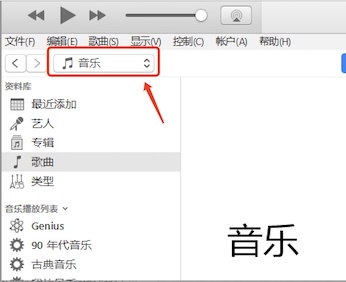 文件(F) 编辑(E) 歌曲(S) 显示(V) 控制(C) 帐户(A) 帮助(H)
音乐
资料库
最近添加
艺人
专辑
歌曲
类型
音乐播放列表
Genius
90 年代音乐
古典音乐
音乐